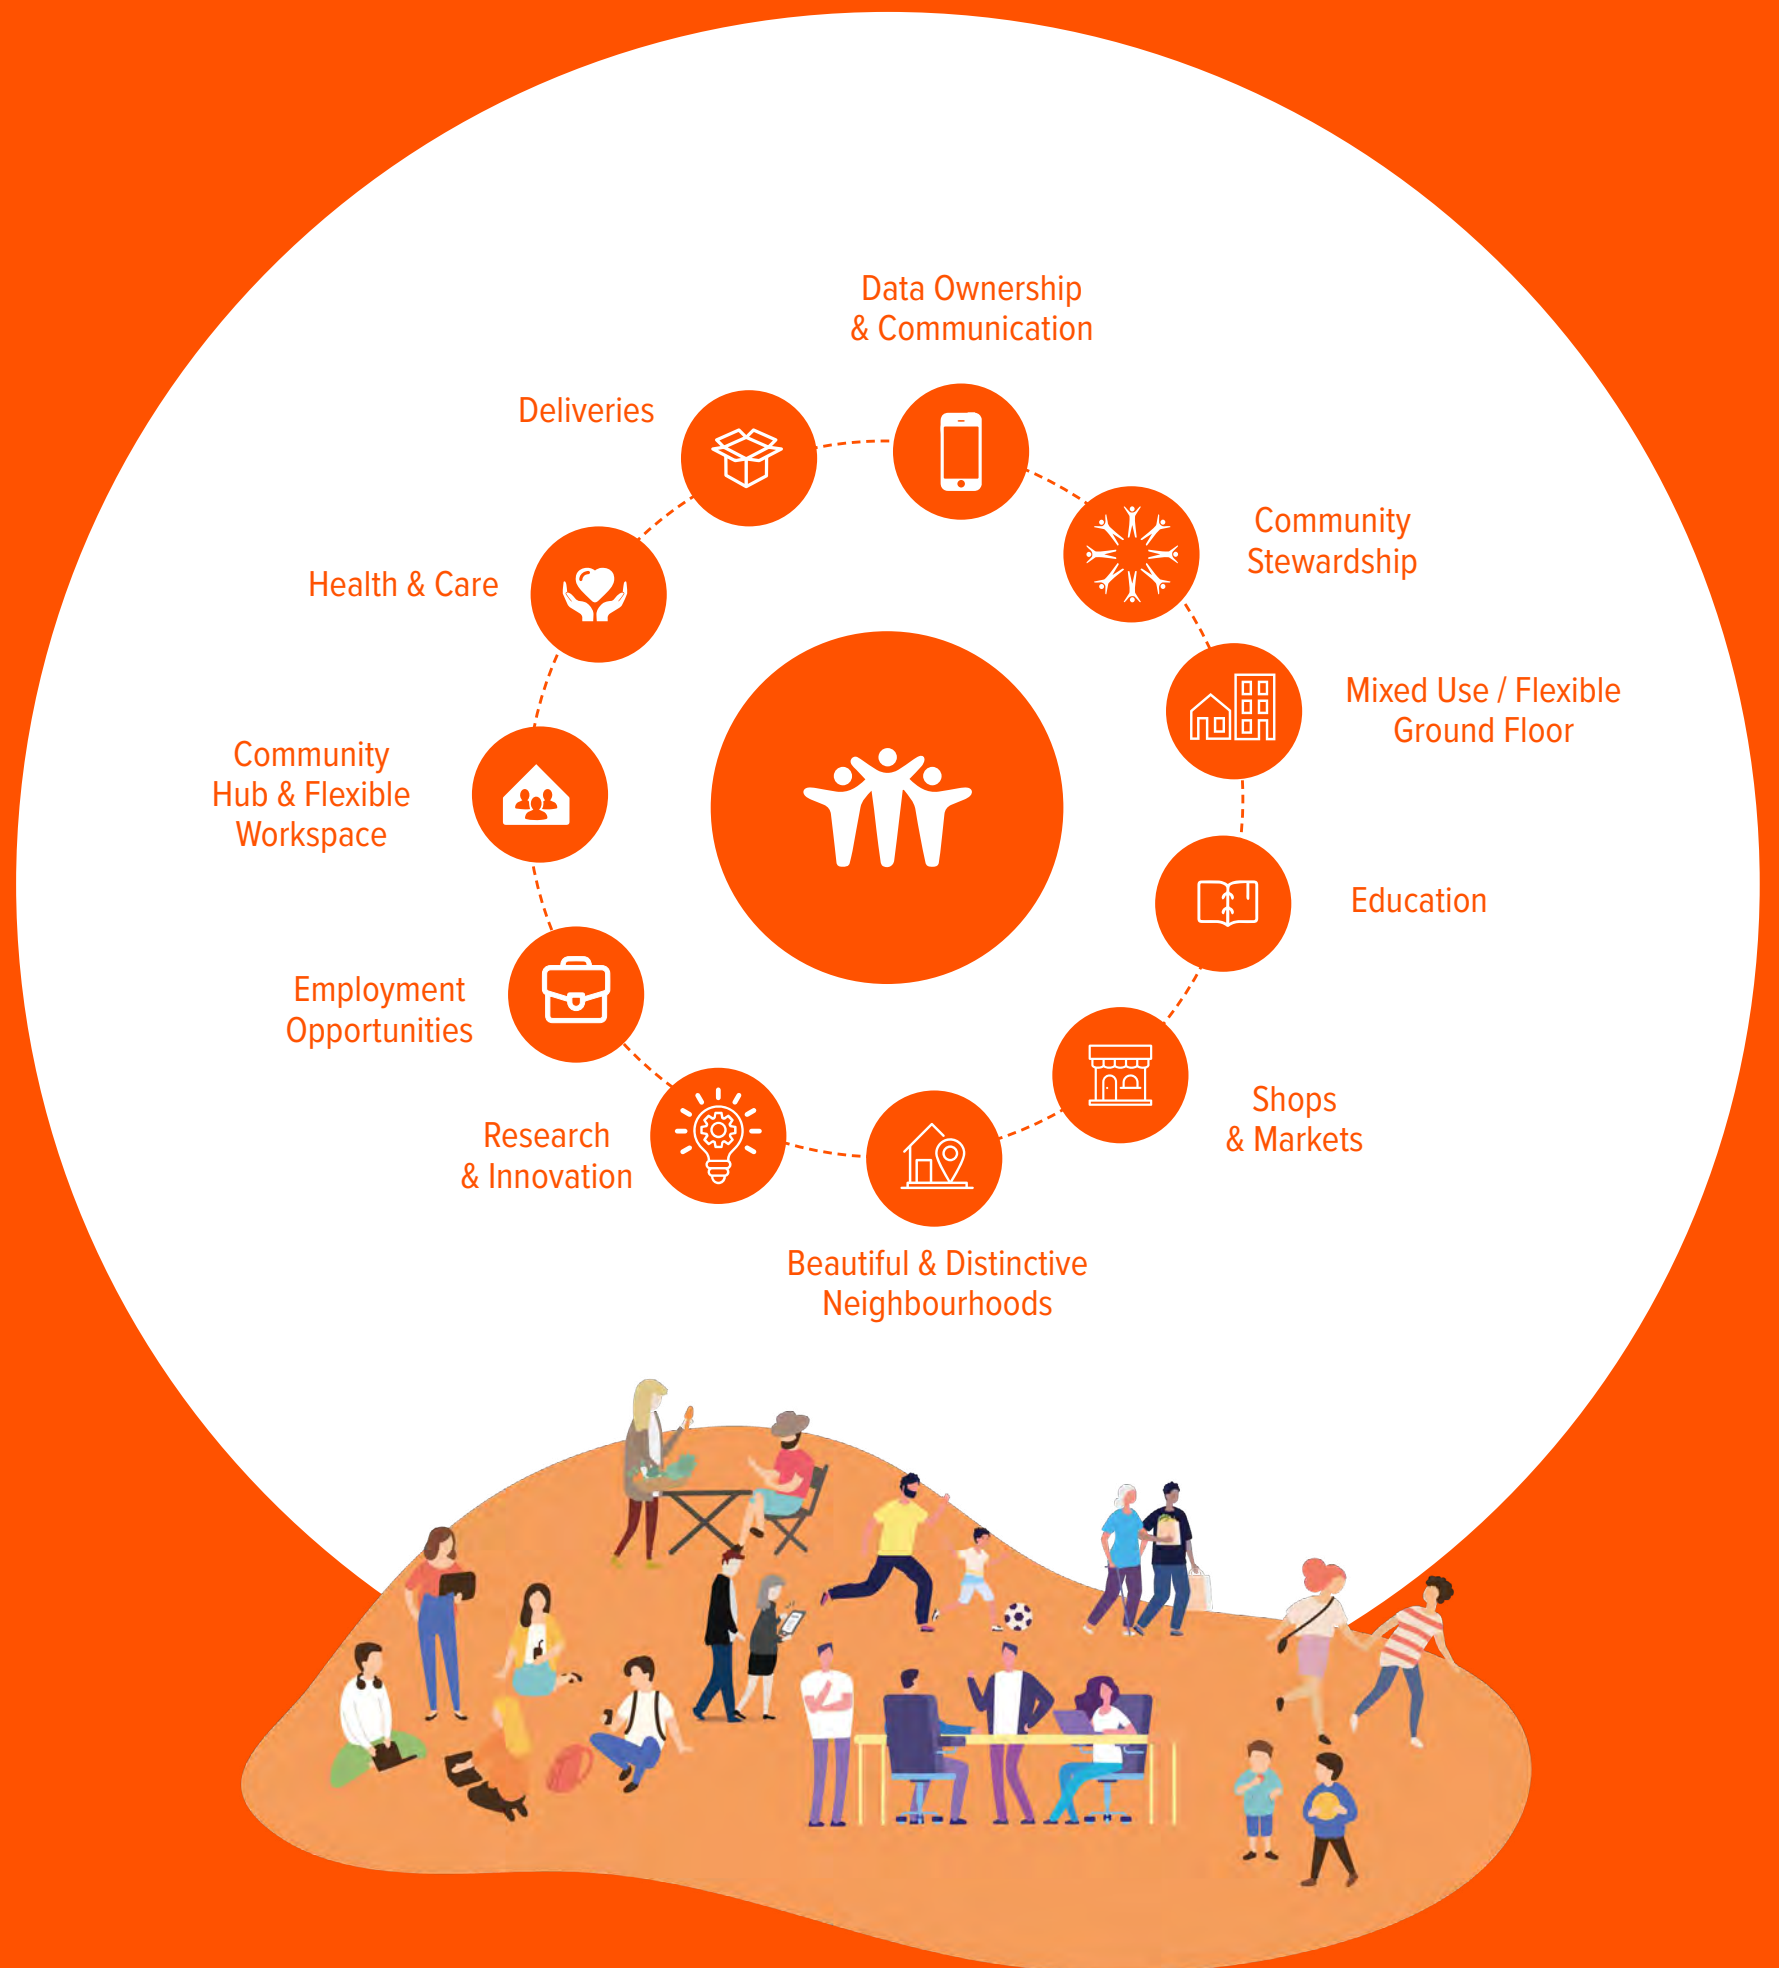 Data Ownership
& Communication
Deliveries
Community
Stewardship
Health & Care
Mixed Use / Flexible
Ground Floor
Community
Hub & Flexible
Workspace
Education
Employment
Opportunities
Shops
& Markets
Research
& Innovation
Beautiful & Distinctive
Neighbourhoods